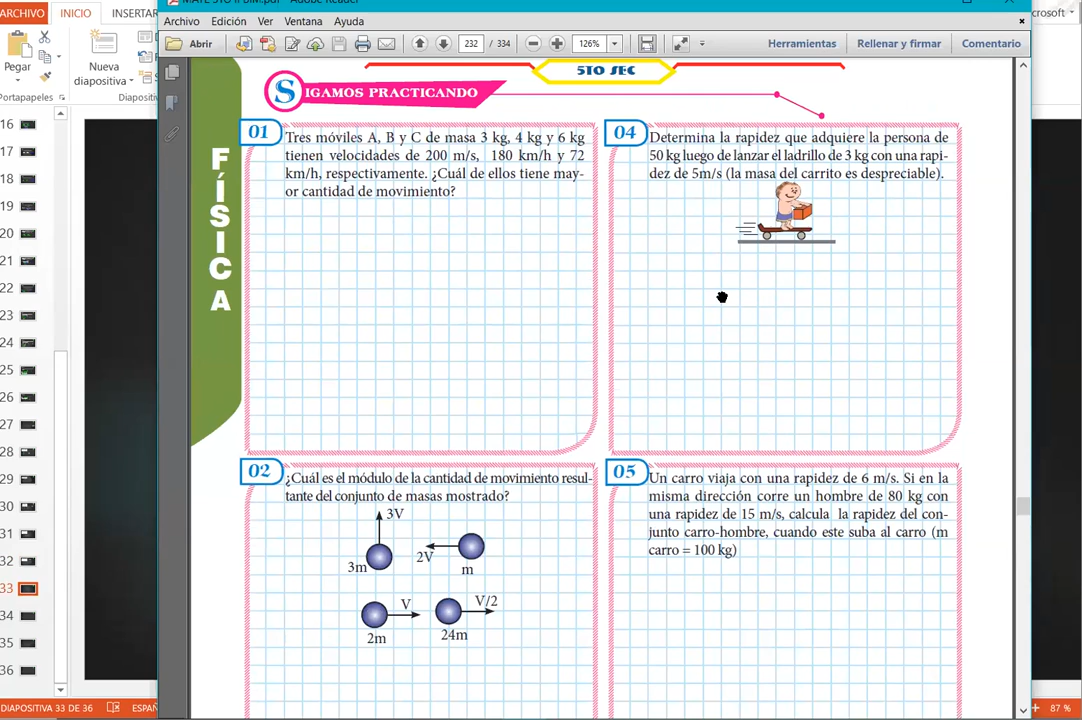 MATE 5TO II BIM.pdf - Adobe Reader
Archivo Edición Ver Ventana Ayuda
ARCHIVO INICIO INSERTAR
Microsoft
Abrir 232 / 334 126% Herramientas Rellenar y firmar Comentario
Pegar
Nueva
diapositiva
Portapapeles
16
17
18
19
20
21
22
23
24
25
26
27
28
29
30
31
32
33
34
35
36
5TO SEC
SIGAMOS PRACTICANDO
FÍSICA
01
Tres móviles A, B y C de masa 3 kg, 4 kg y 6 kg
tienen velocidades de 200 m/s, 180 km/h y 72
km/h, respectivamente. ¿Cuál de ellos tiene may-
or cantidad de movimiento?
02
¿Cuál es el módulo de la cantidad de movimiento resul-
tante del conjunto de masas mostrado?
3V
3m
2V
m
V
2m
V/2
24m
04
Determina la rapidez que adquiere la persona de
50 kg luego de lanzar el ladrillo de 3 kg con una rapi-
dez de 5m/s (la masa del carrito es despreciable).
05
Un carro viaja con una rapidez de 6 m/s. Si en la
misma dirección corre un hombre de 80 kg con
una rapidez de 15 m/s, calcula la rapidez del con-
junto carro-hombre, cuando este suba al carro (m
carro = 100 kg)
DIAPOSITIVA 33 DE 36
87 %